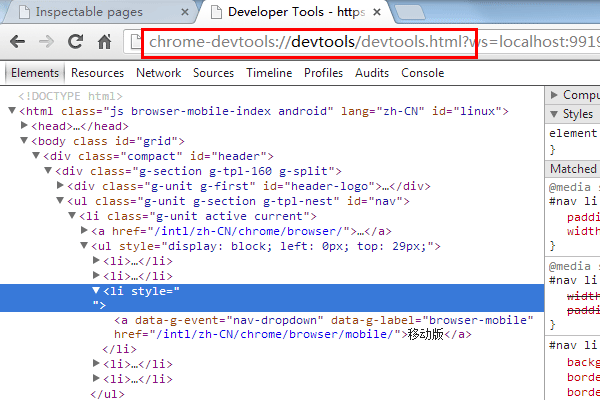 Inspectable pages
Developer Tools - https
chrome-devtools://devtools/devtools.html?ws=localhost:9919
Elements Resources Network Sources Timeline Profiles Audits Console
<!DOCTYPE html>
<html class="js browser-mobile-index android" lang="zh-CN" id="linux">
<head>…</head>
<body class id="grid">
<div class="compact" id="header">
<div class="g-section g-tpl-160 g-split">
<div class="g-unit g-first" id="header-logo">…</div>
<ul class="g-unit g-section g-tpl-nest" id="nav">
<li class="g-unit active current">
<a href="/intl/zh-CN/chrome/browser/">…</a>
<ul style="display: block; left: 0px; top: 29px;">
<li>…</li>
<li>…</li>
<li style="
">
<a data-g-event="nav-dropdown" data-g-label="browser-mobile"
href="/intl/zh-CN/chrome/browser/mobile/">移动版</a>
</li>
<li>…</li>
<li>…</li>
</ul>
Compu
Styles
element
}
Matched
@media s
#nav li
paddi
width
}
@media s
#nav li
width
paddi
}
#nav li
backg
borde
borde